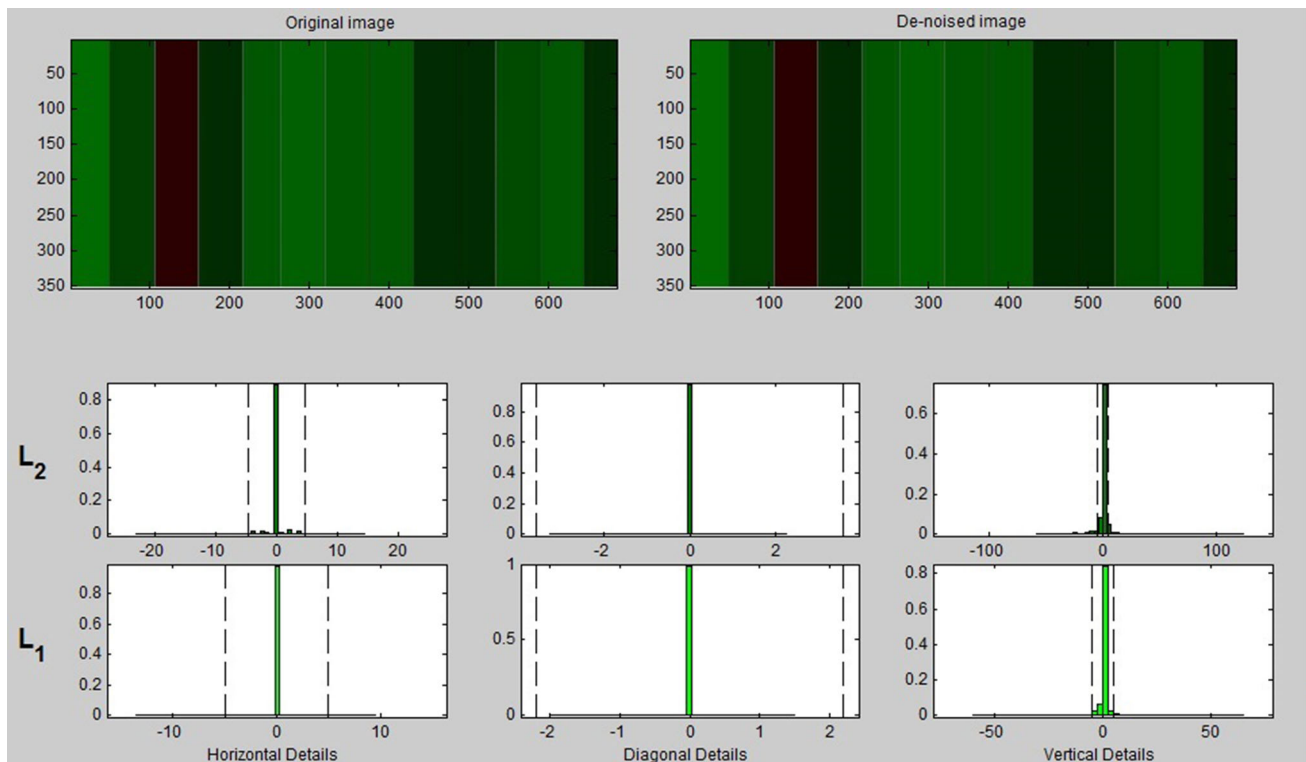 Original image
De-noised image
50
100
150
200
250
300
350
100 200 300 400 500 600
50
100
150
200
250
300
350
100 200 300 400 500 600
L2
0.8
0.6
0.4
0.2
0
-20 -10 0 10 20
0.8
0.6
0.4
0.2
0
-2 0 2
0.6
0.4
0.2
0
-100 0 100
L1
0.8
0.6
0.4
0.2
0
-10 0 10
Horizontal Details
1
0.5
0
-2 -1 0 1 2
Diagonal Details
0.8
0.6
0.4
0.2
0
-50 0 50
Vertical Details